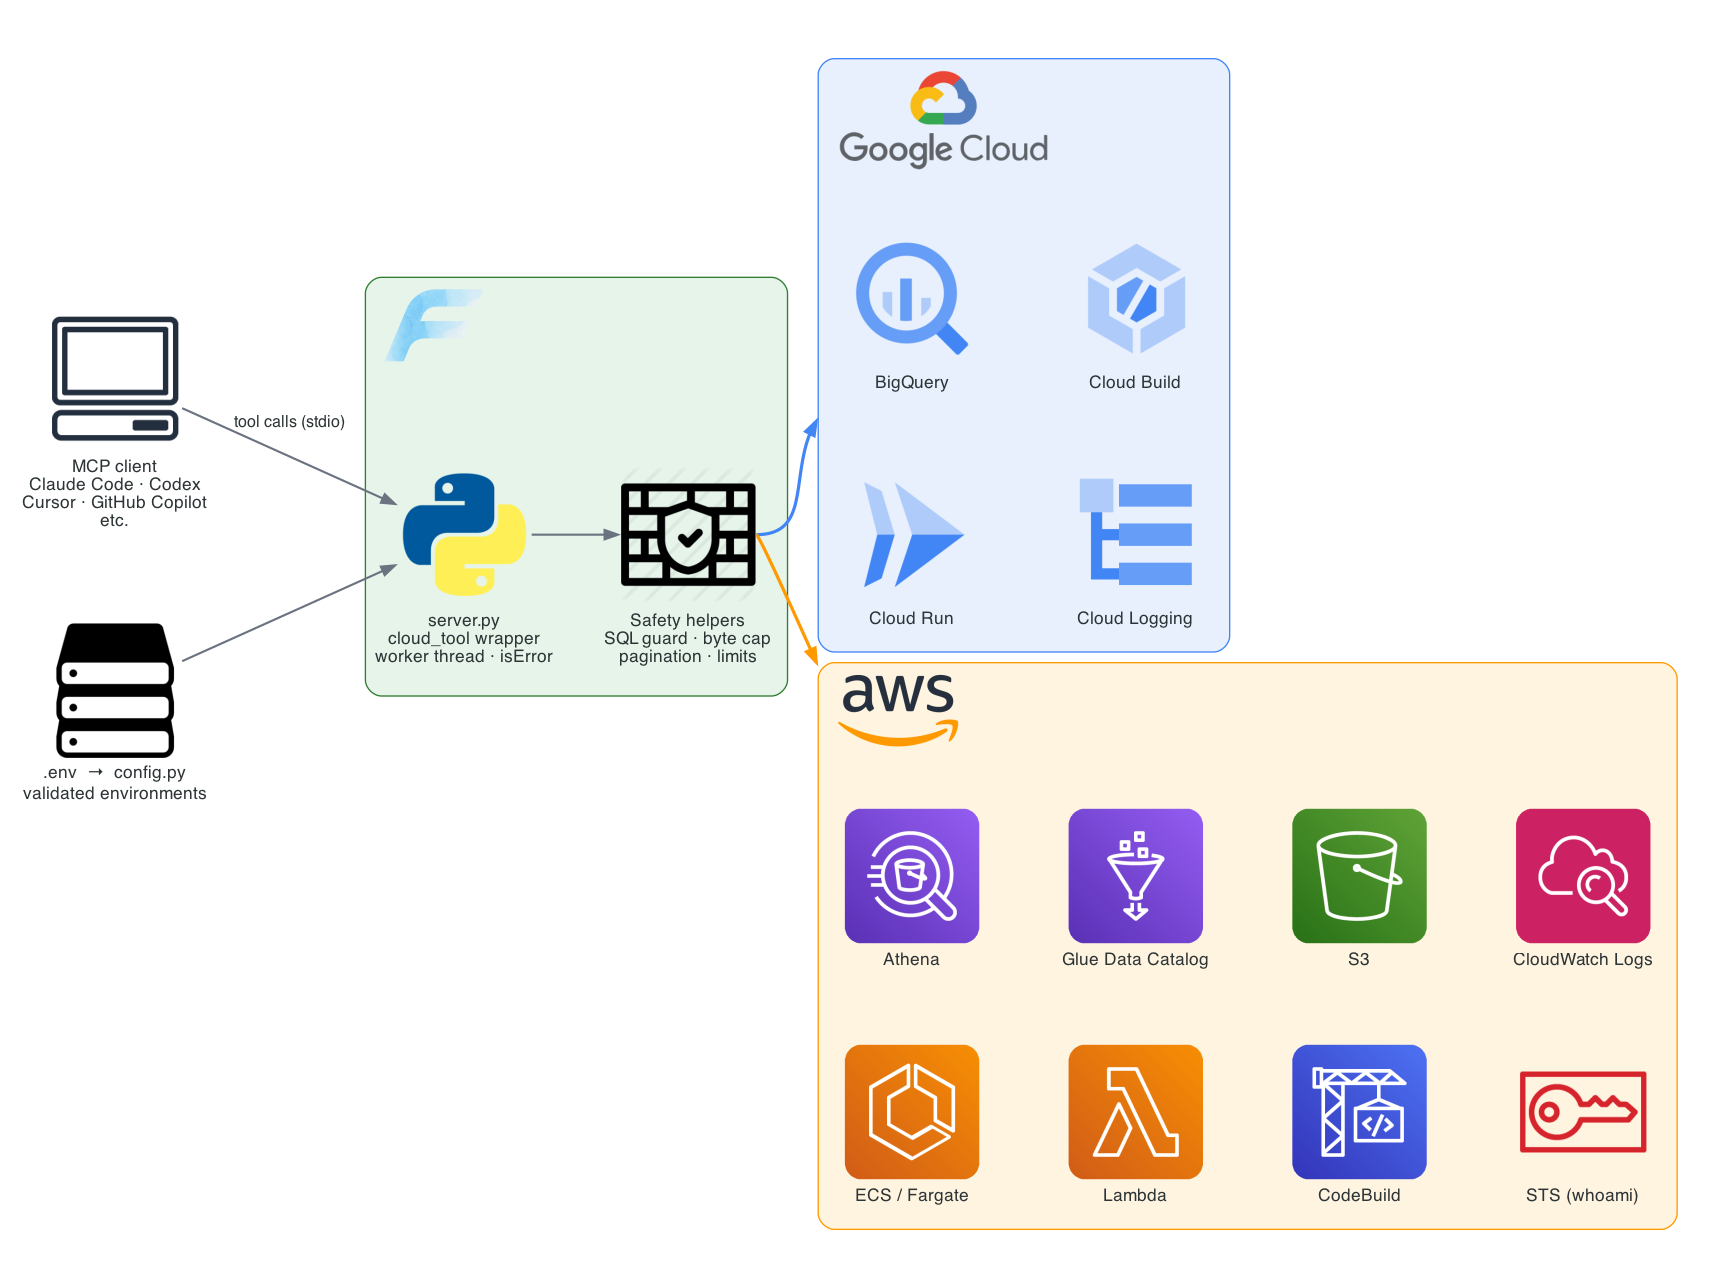 Google Cloud
BigQuery
Cloud Build
Cloud Run
Cloud Logging
tool calls (stdio)
MCP client
Claude Code · Codex
Cursor · GitHub Copilot
etc.
server.py
cloud_tool wrapper
worker thread · isError
Safety helpers
SQL guard · byte cap
pagination · limits
.env → config.py
validated environments
aws
Athena
Glue Data Catalog
S3
CloudWatch Logs
ECS / Fargate
Lambda
CodeBuild
STS (whoami)